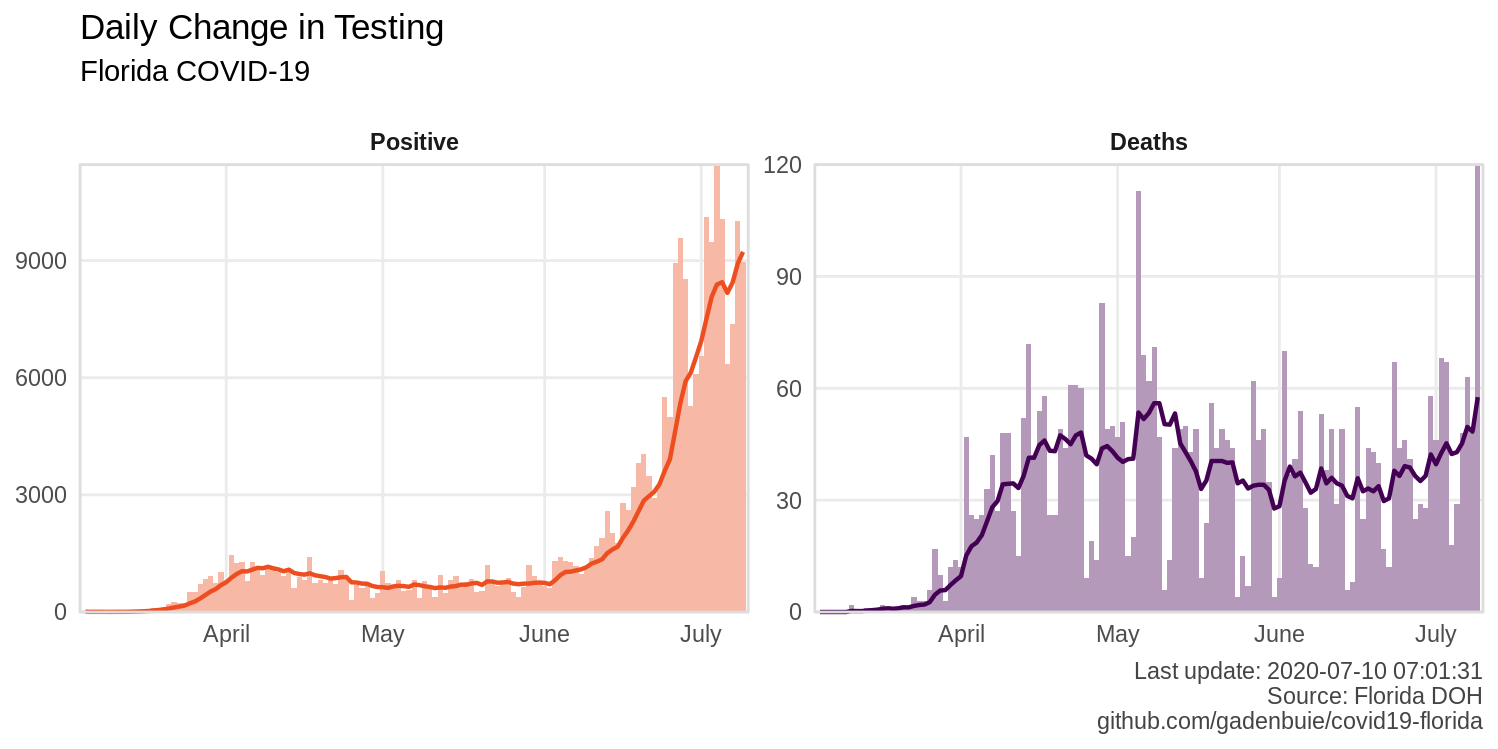 Daily Change in Testing
Florida COVID-19
Positive
9000
6000
3000
0
April May June July
Deaths
120
90
60
30
0
April May June July
Last update: 2020-07-10 07:01:31
Source: Florida DOH
github.com/gadenbuie/covid19-florida